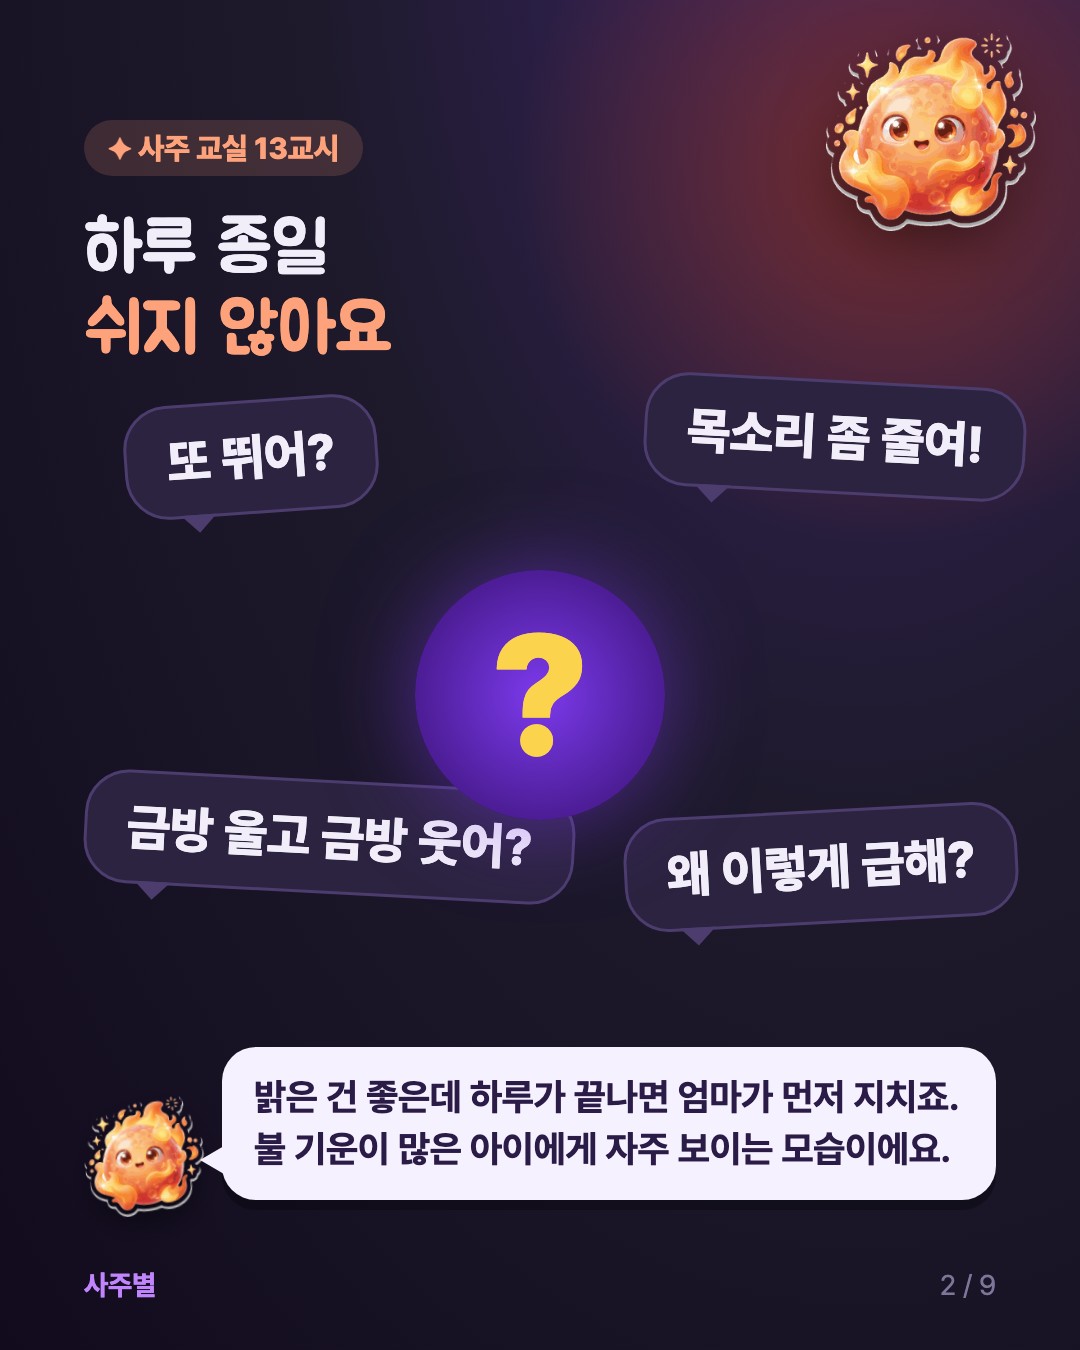 ✦ 사주 교실 13교시
하루 종일
쉬지 않아요
또 뛰어?
목소리 좀 줄여!
?
금방 울고 금방 웃어?
왜 이렇게 급해?
밝은 건 좋은데 하루가 끝나면 엄마가 먼저 지치죠.
불 기운이 많은 아이에게 자주 보이는 모습이에요.
사주별
2 / 9